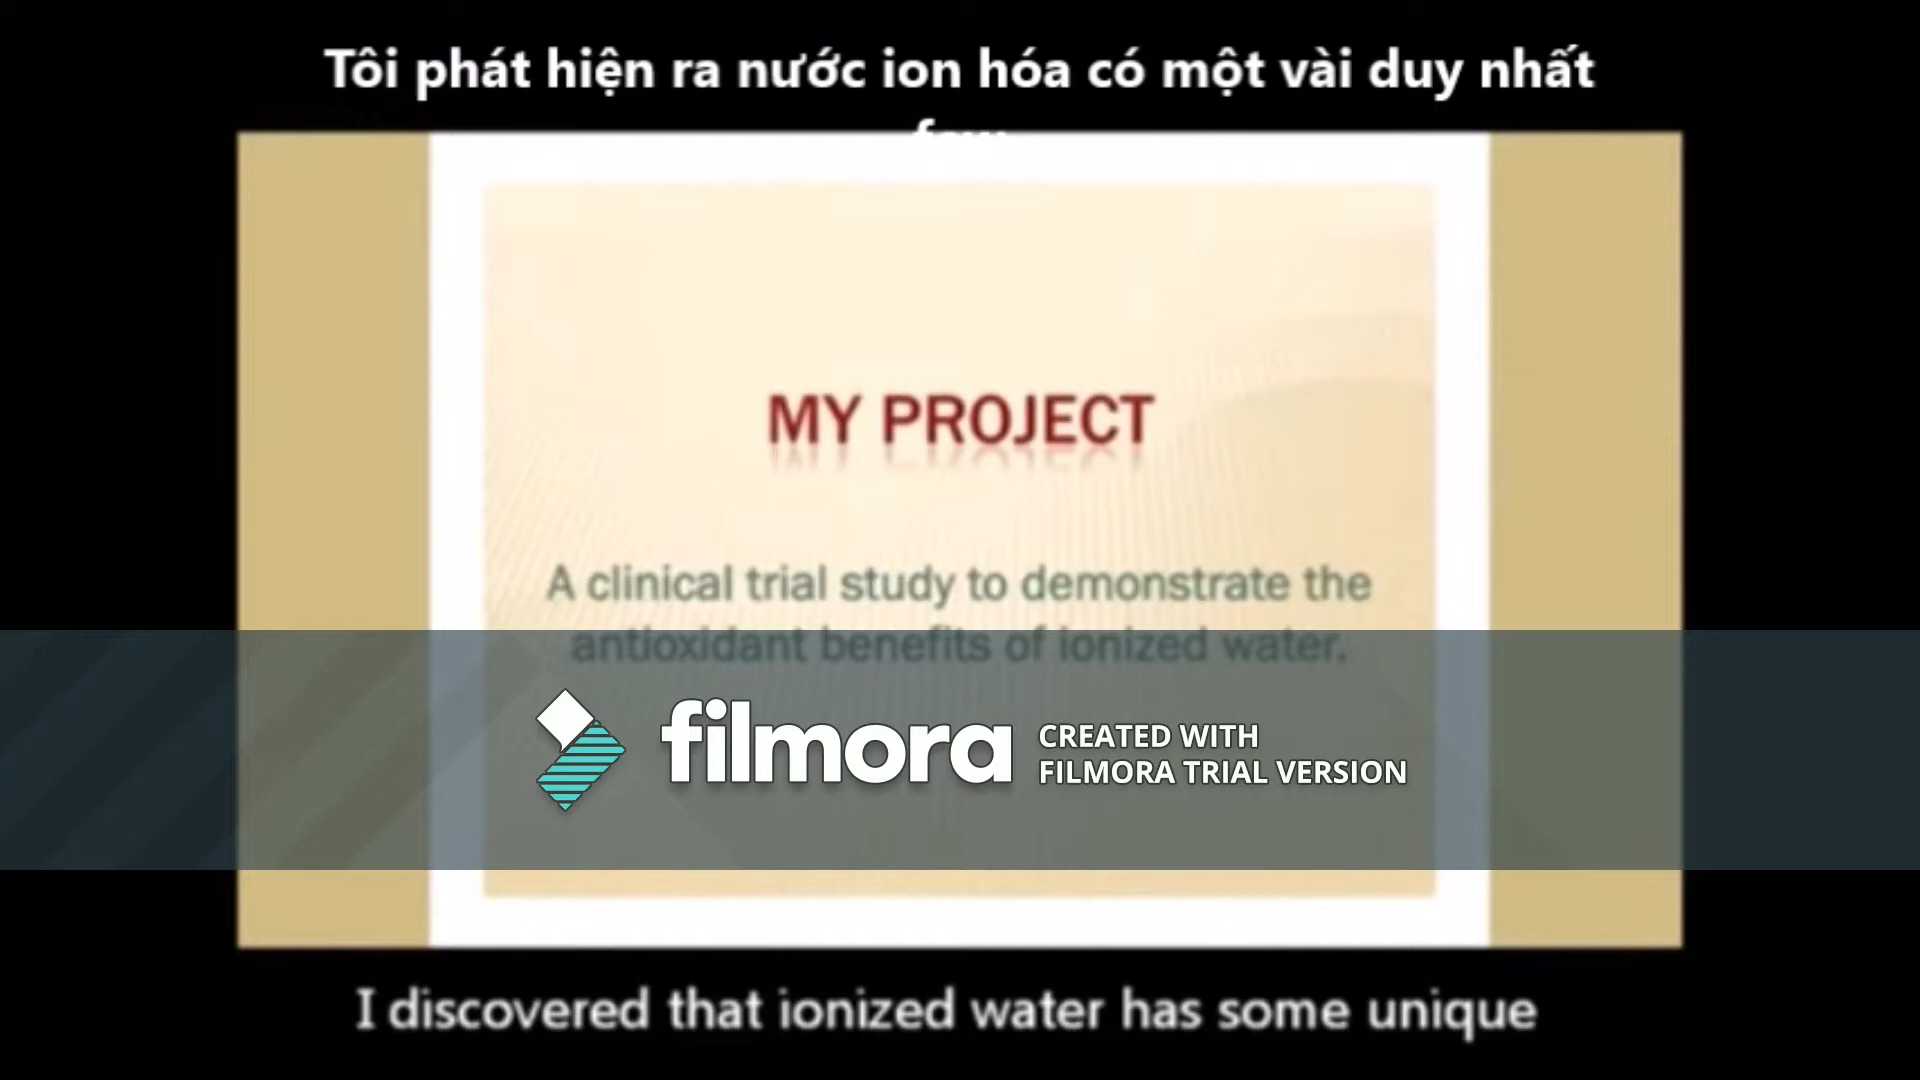 Tôi phát hiện ra nước ion hóa có một vài duy nhất
MY PROJECT
A clinical trial study to demonstrate the
antioxidant benefits of ionized water.
filmora
CREATED WITH
FILMORA TRIAL VERSION
I discovered that ionized water has some unique